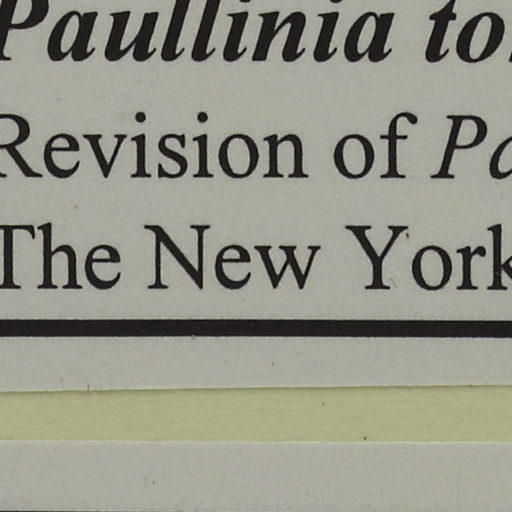 Paullinia to
Revision of Pa
The New York